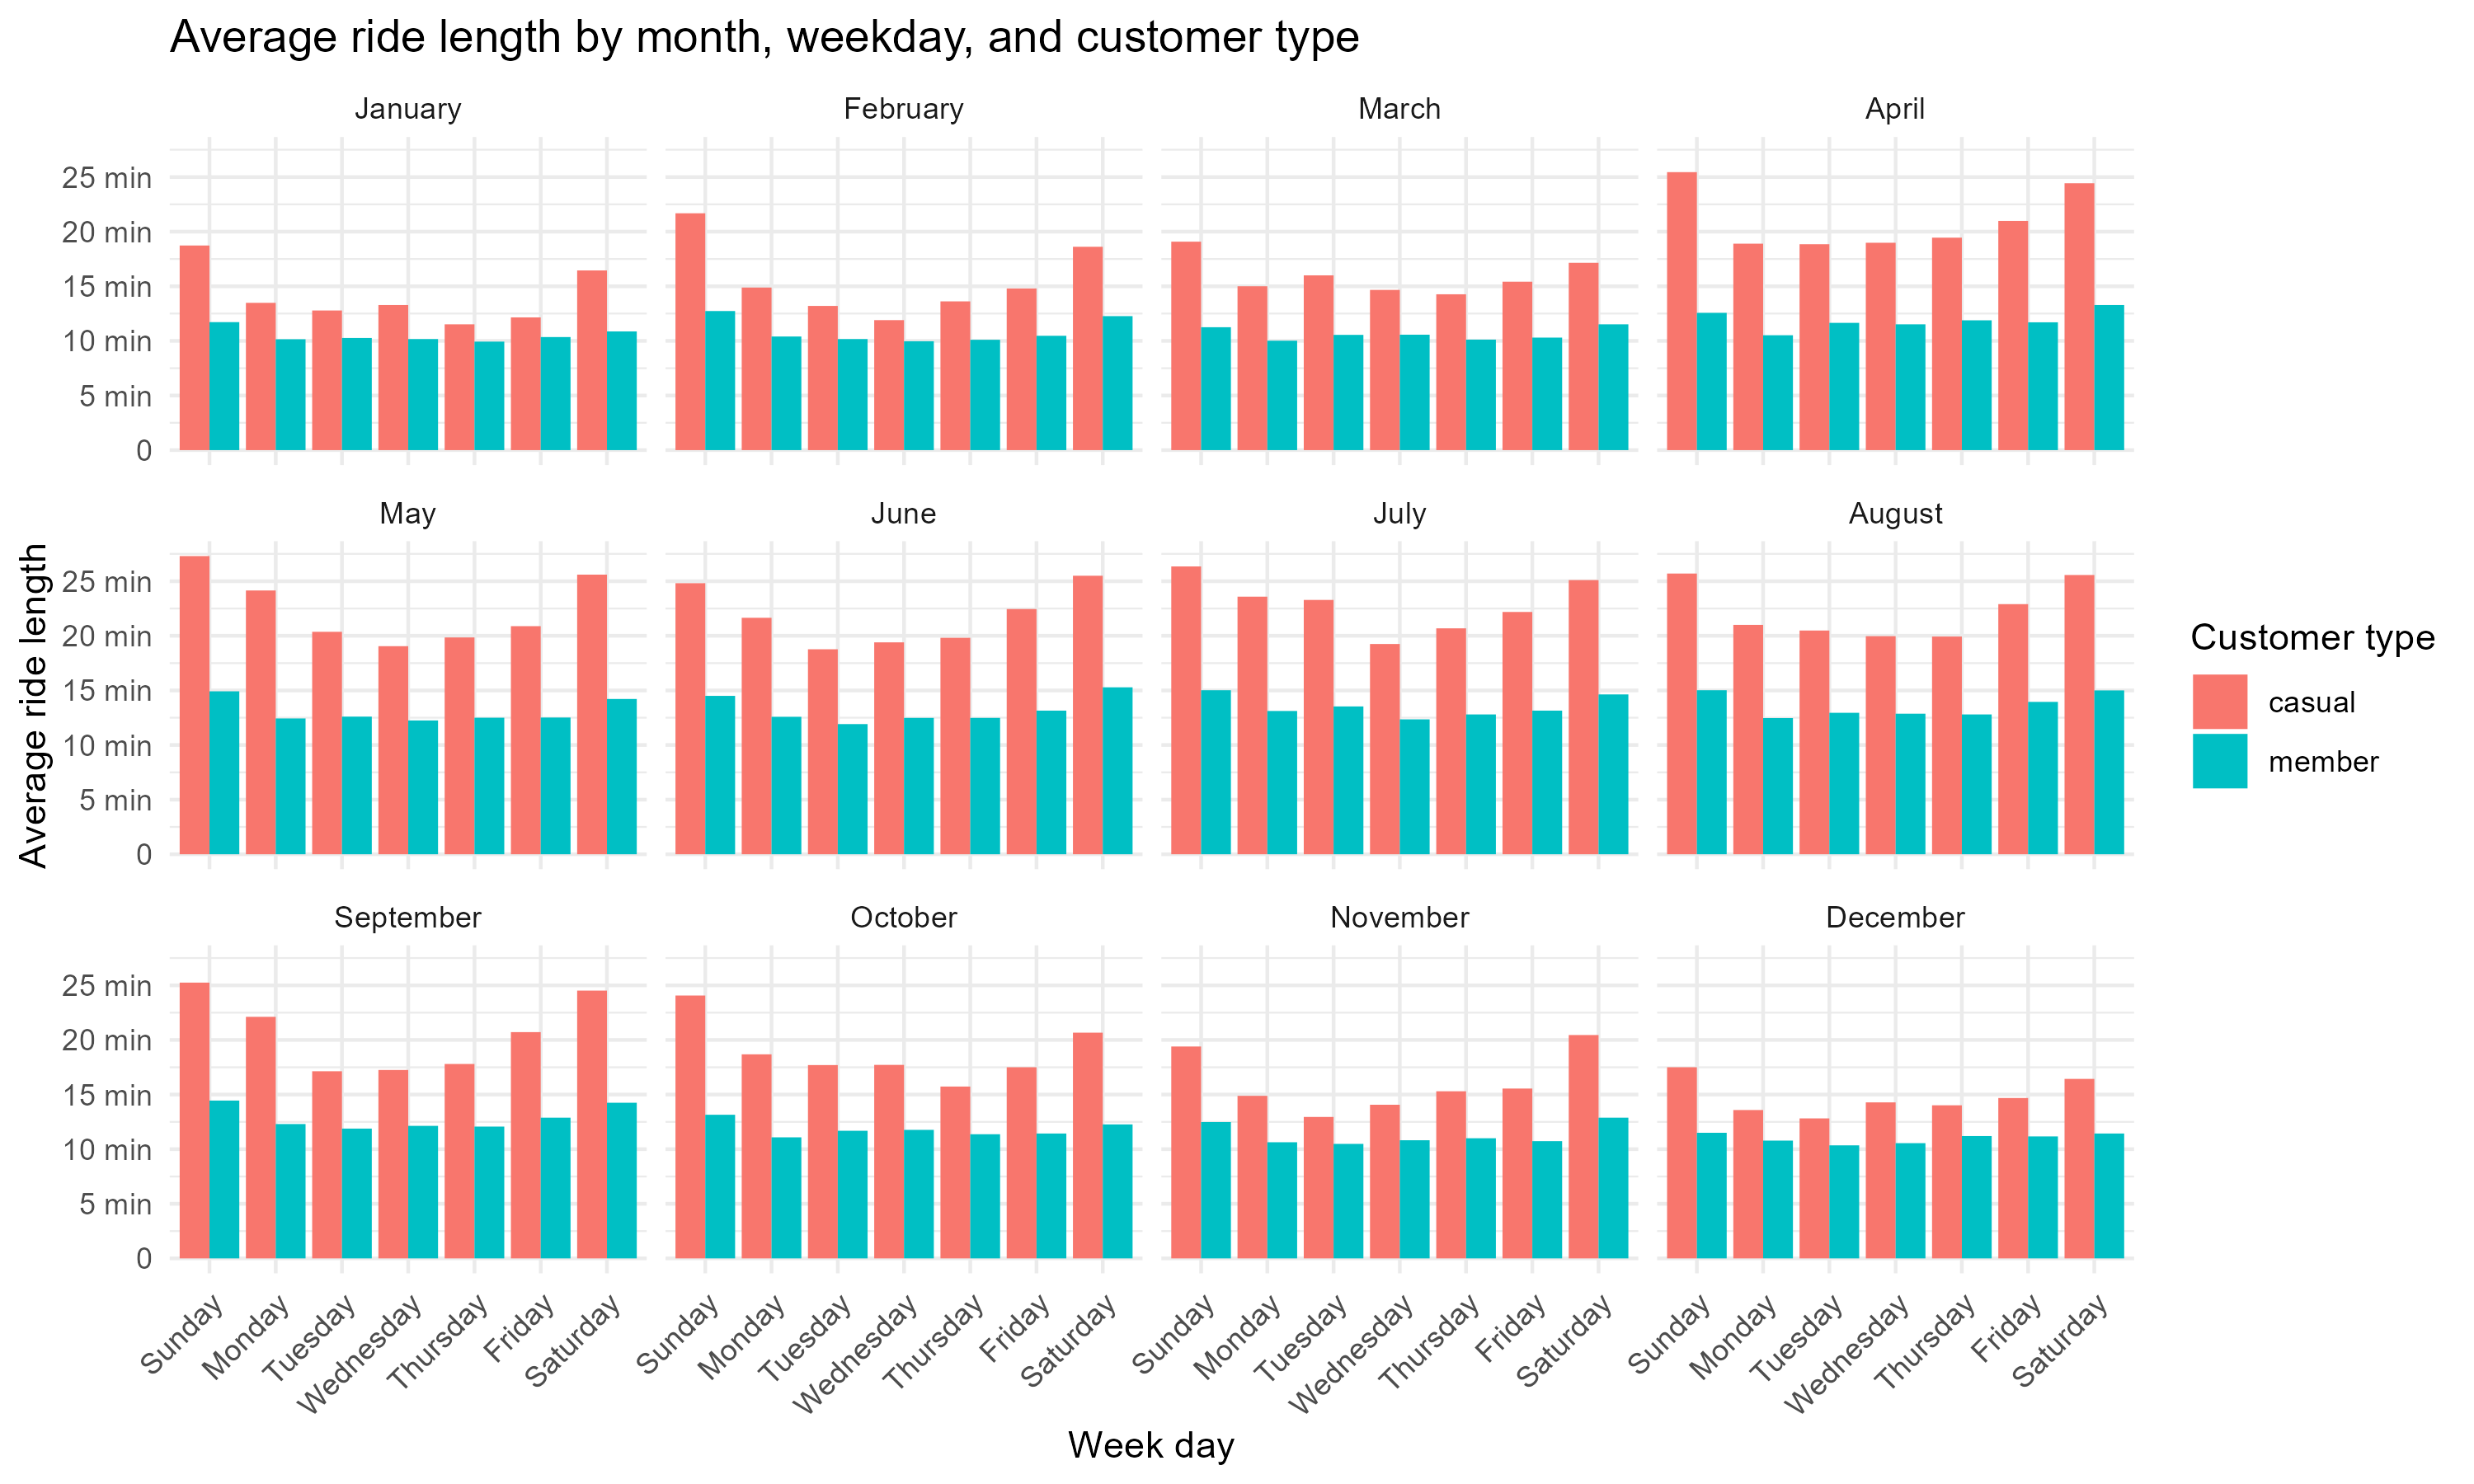 Average ride length by month, weekday, and customer type
January
February
March
April
25 min
20 min
15 min
10 min
5 min
0
May
June
July
August
25 min
20 min
15 min
10 min
5 min
0
September
October
November
December
25 min
20 min
15 min
10 min
5 min
0
Sunday
Monday
Tuesday
Wednesday
Thursday
Friday
Saturday
Sunday
Monday
Tuesday
Wednesday
Thursday
Friday
Saturday
Sunday
Monday
Tuesday
Wednesday
Thursday
Friday
Saturday
Sunday
Monday
Tuesday
Wednesday
Thursday
Friday
Saturday
Week day
Average ride length
Customer type
casual
member